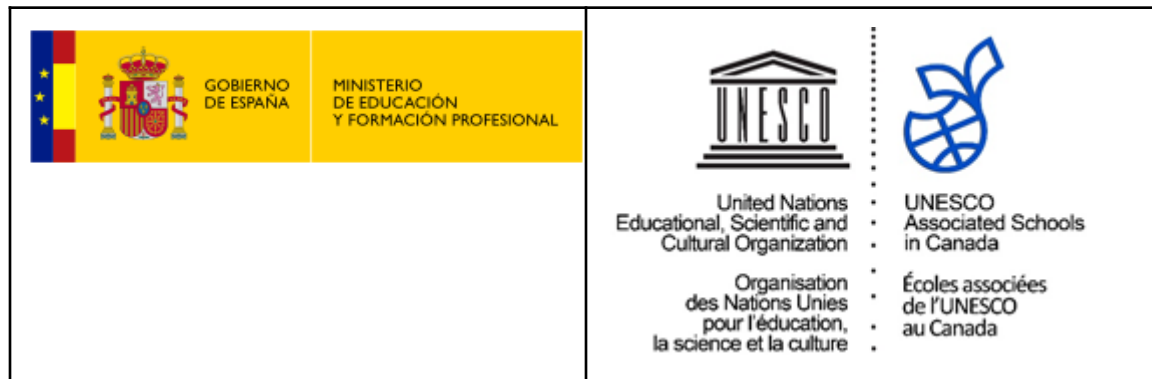 GOBIERNO
DE ESPAÑA
MINISTERIO
DE EDUCACIÓN
Y FORMACIÓN PROFESIONAL
UNESCO
United Nations
Educational, Scientific and
Cultural Organization
Organisation
des Nations Unies
pour l'éducation,
la science et la culture
UNESCO
Associated Schools
in Canada
Écoles associées
de l'UNESCO
au Canada